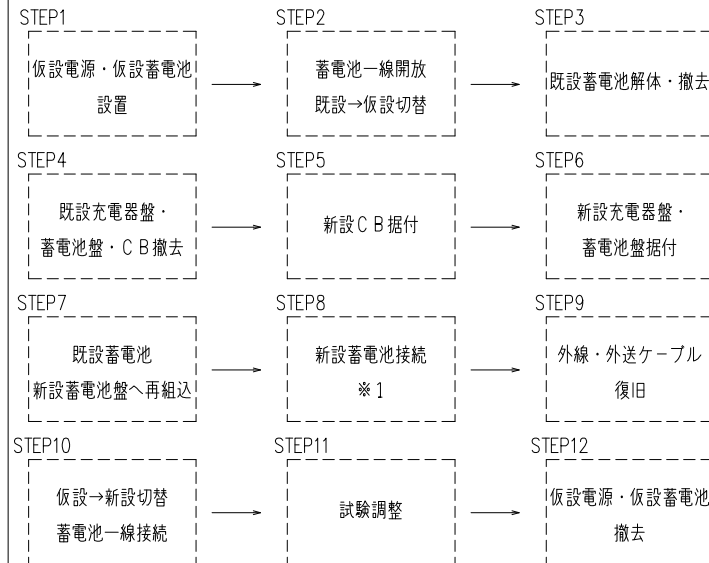 STEP1
仮設電源・仮設蓄電池
設置
STEP2
蓄電池一線開放
既設→仮設切替
STEP3
既設蓄電池解体・撤去
STEP4
既設充電器盤・
蓄電池盤・CB撤去
STEP5
新設CB据付
STEP6
新設充電器盤・
蓄電池盤据付
STEP7
既設蓄電池
新設蓄電池盤へ再組込
STEP8
新設蓄電池接続
※1
STEP9
外線・外送ケーブル
復旧
STEP10
仮設→新設切替
蓄電池一線接続
STEP11
試験調整
STEP12
仮設電源・仮設蓄電池
撤去